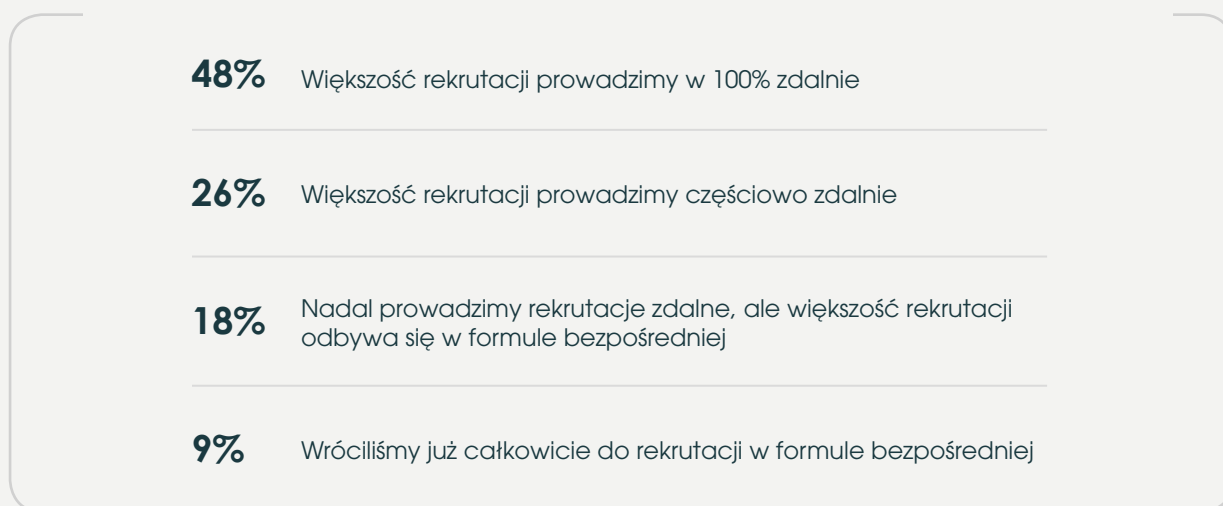 48% Większość rekrutacji prowadzimy w 100% zdalnie
26% Większość rekrutacji prowadzimy częściowo zdalnie
18% Nadal prowadzimy rekrutacje zdalne, ale większość rekrutacji
odbywa się w formule bezpośredniej
9% Wróciliśmy już całkowicie do rekrutacji w formule bezpośredniej